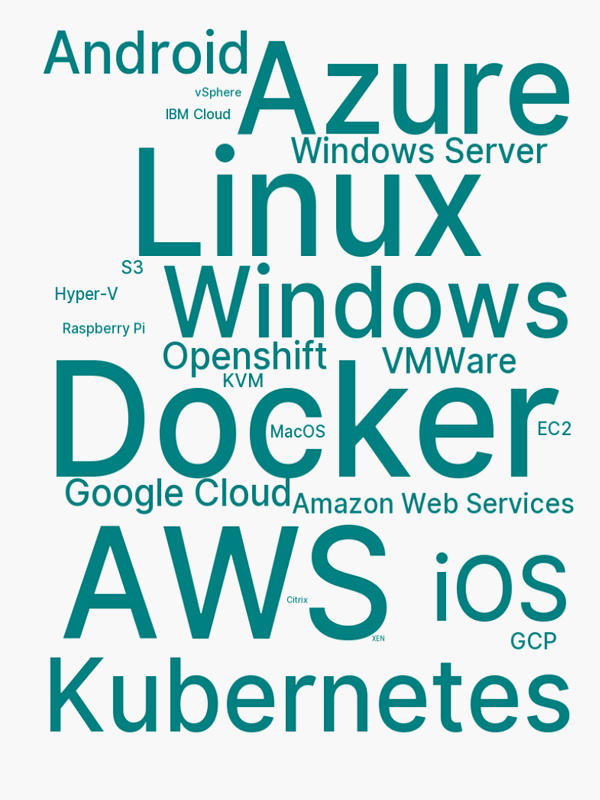 Android
Azure
vSphere
IBM Cloud
Windows Server
Linux
S3
Windows
Hyper-V
Raspberry Pi
Openshift
VMWare
KVM
Docker
MacOS
EC2
Google Cloud
Amazon Web Services
AWS
iOS
Citrix
XEN
GCP
Kubernetes